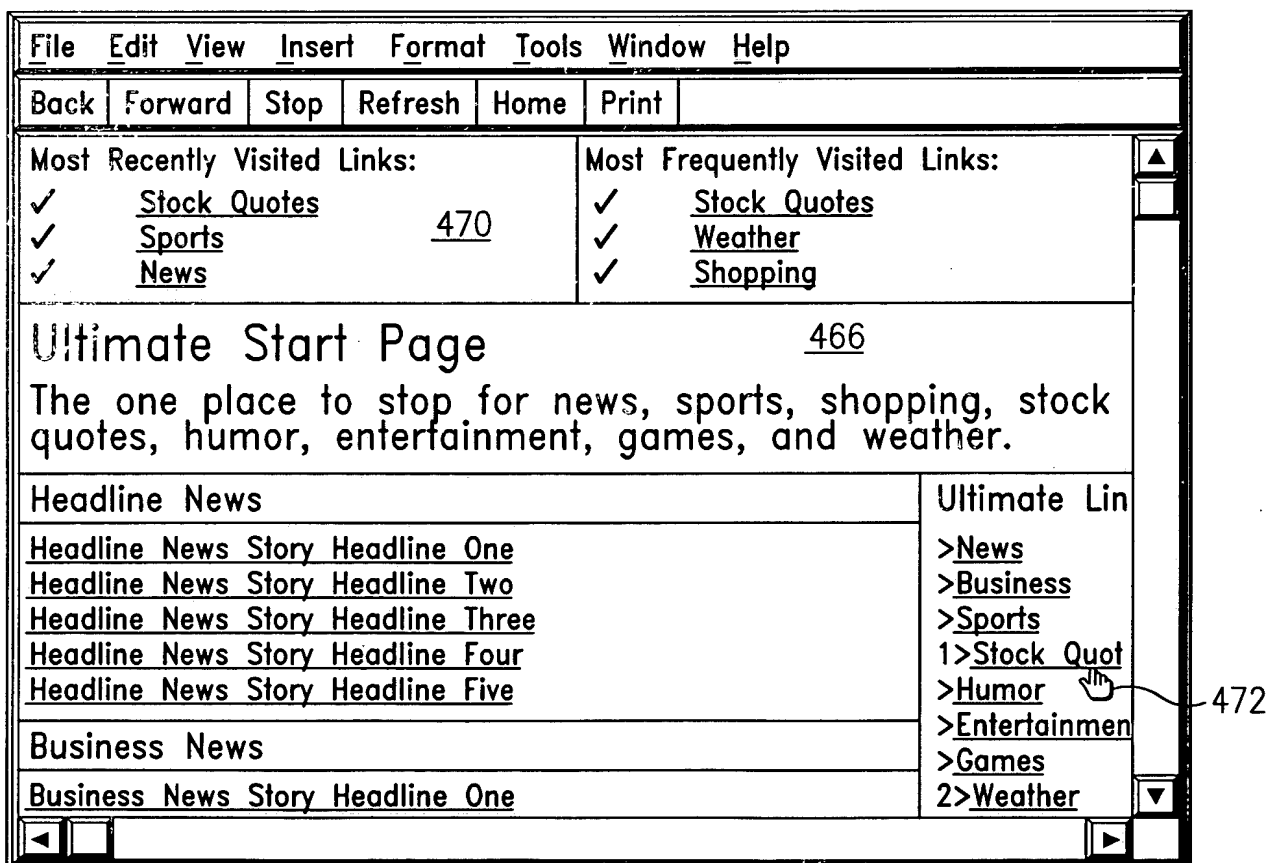 File Edit View Insert Format Tools Window Help
Back Forward Stop Refresh Home Print
Most Recently Visited Links:
✓ Stock Quotes
✓ Sports
✓ News
470
Most Frequently Visited Links:
✓ Stock Quotes
✓ Weather
✓ Shopping
Ultimate Start Page
466
The one place to stop for news, sports, shopping, stock
quotes, humor, entertainment, games, and weather.
Headline News
Headline News Story Headline One
Headline News Story Headline Two
Headline News Story Headline Three
Headline News Story Headline Four
Headline News Story Headline Five
Business News
Business News Story Headline One
Ultimate Lin
>News
>Business
>Sports
1>Stock Quot
>Humor
>Entertainmen
>Games
2>Weather
472